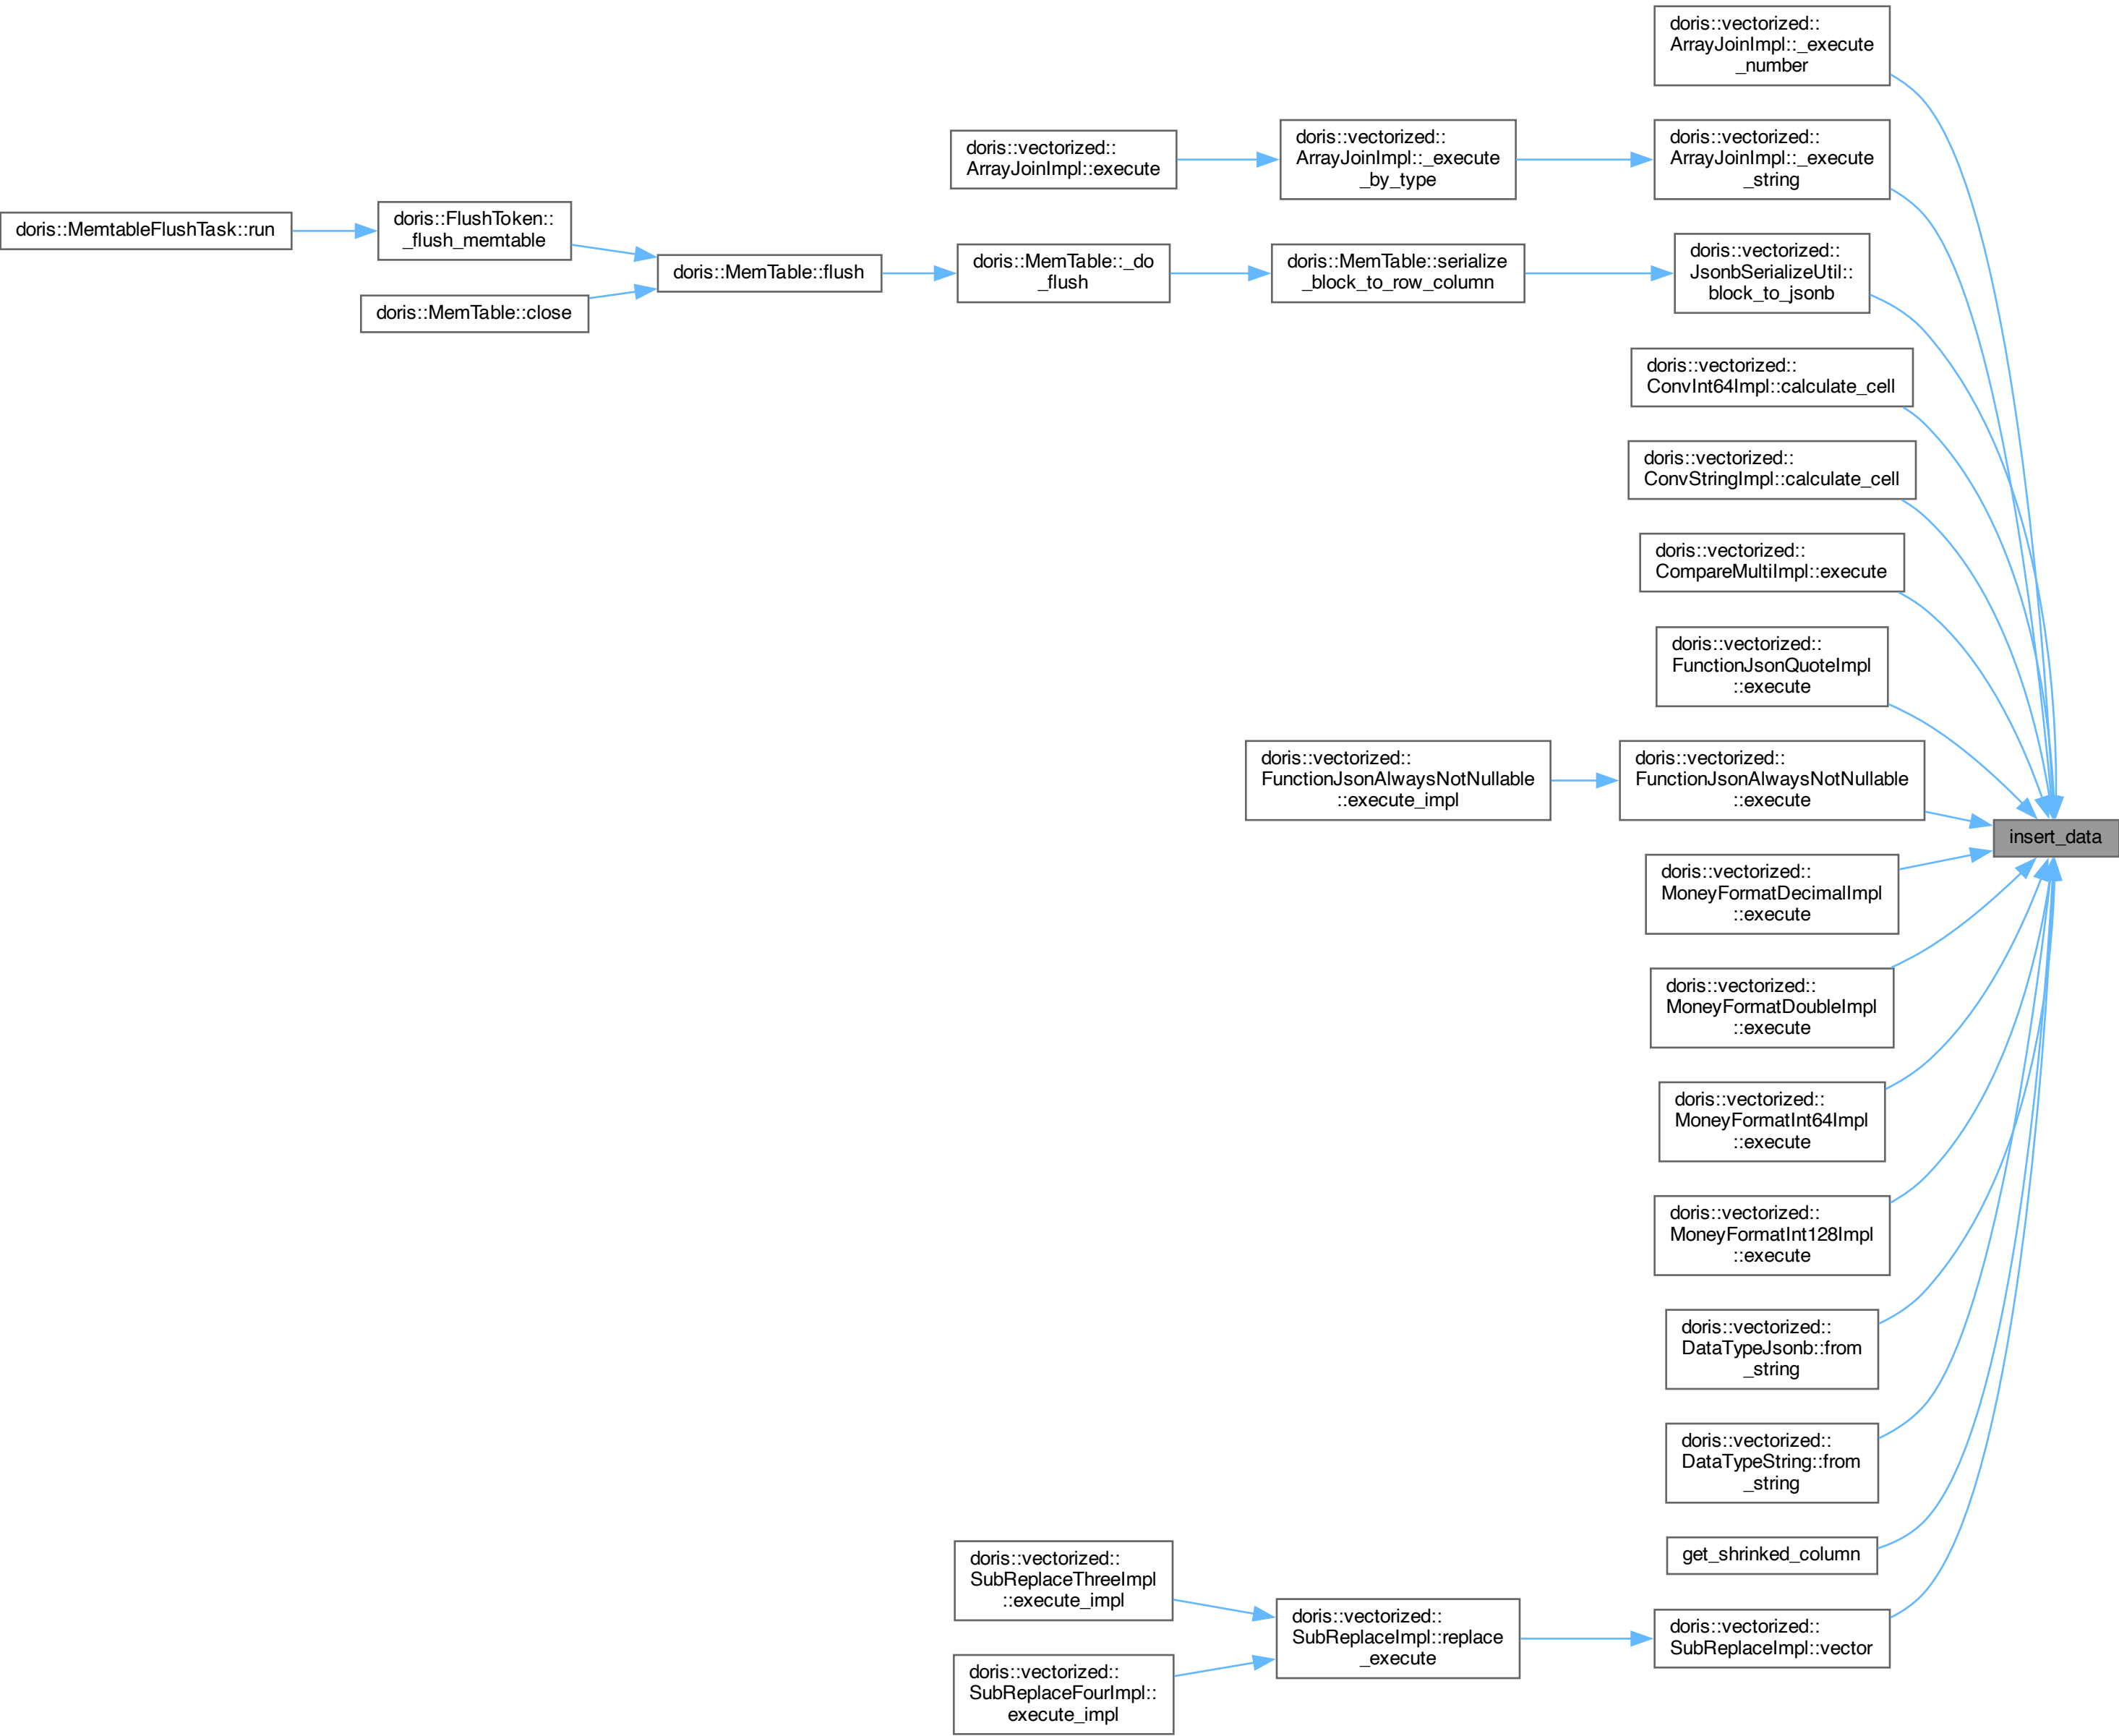 doris::vectorized::
ArrayJoinImpl::_execute
_number
doris::vectorized::
ArrayJoinImpl::execute
doris::vectorized::
ArrayJoinImpl::_execute
_by_type
doris::vectorized::
ArrayJoinImpl::_execute
_string
doris::MemtableFlushTask::run
doris::FlushToken::
_flush_memtable
doris::MemTable::close
doris::MemTable::flush
doris::MemTable::_do
_flush
doris::MemTable::serialize
_block_to_row_column
doris::vectorized::
JsonbSerializeUtil::
block_to_jsonb
doris::vectorized::
ConvInt64Impl::calculate_cell
doris::vectorized::
ConvStringImpl::calculate_cell
doris::vectorized::
CompareMultiImpl::execute
doris::vectorized::
FunctionJsonQuoteImpl
::execute
doris::vectorized::
FunctionJsonAlwaysNotNullable
::execute_impl
doris::vectorized::
FunctionJsonAlwaysNotNullable
::execute
insert_data
doris::vectorized::
MoneyFormatDecimalImpl
::execute
doris::vectorized::
MoneyFormatDoubleImpl
::execute
doris::vectorized::
MoneyFormatInt64Impl
::execute
doris::vectorized::
MoneyFormatInt128Impl
::execute
doris::vectorized::
DataTypeJsonb::from
_string
doris::vectorized::
DataTypeString::from
_string
get_shrinked_column
doris::vectorized::
SubReplaceThreeImpl
::execute_impl
doris::vectorized::
SubReplaceFourImpl::
execute_impl
doris::vectorized::
SubReplaceImpl::replace
_execute
doris::vectorized::
SubReplaceImpl::vector